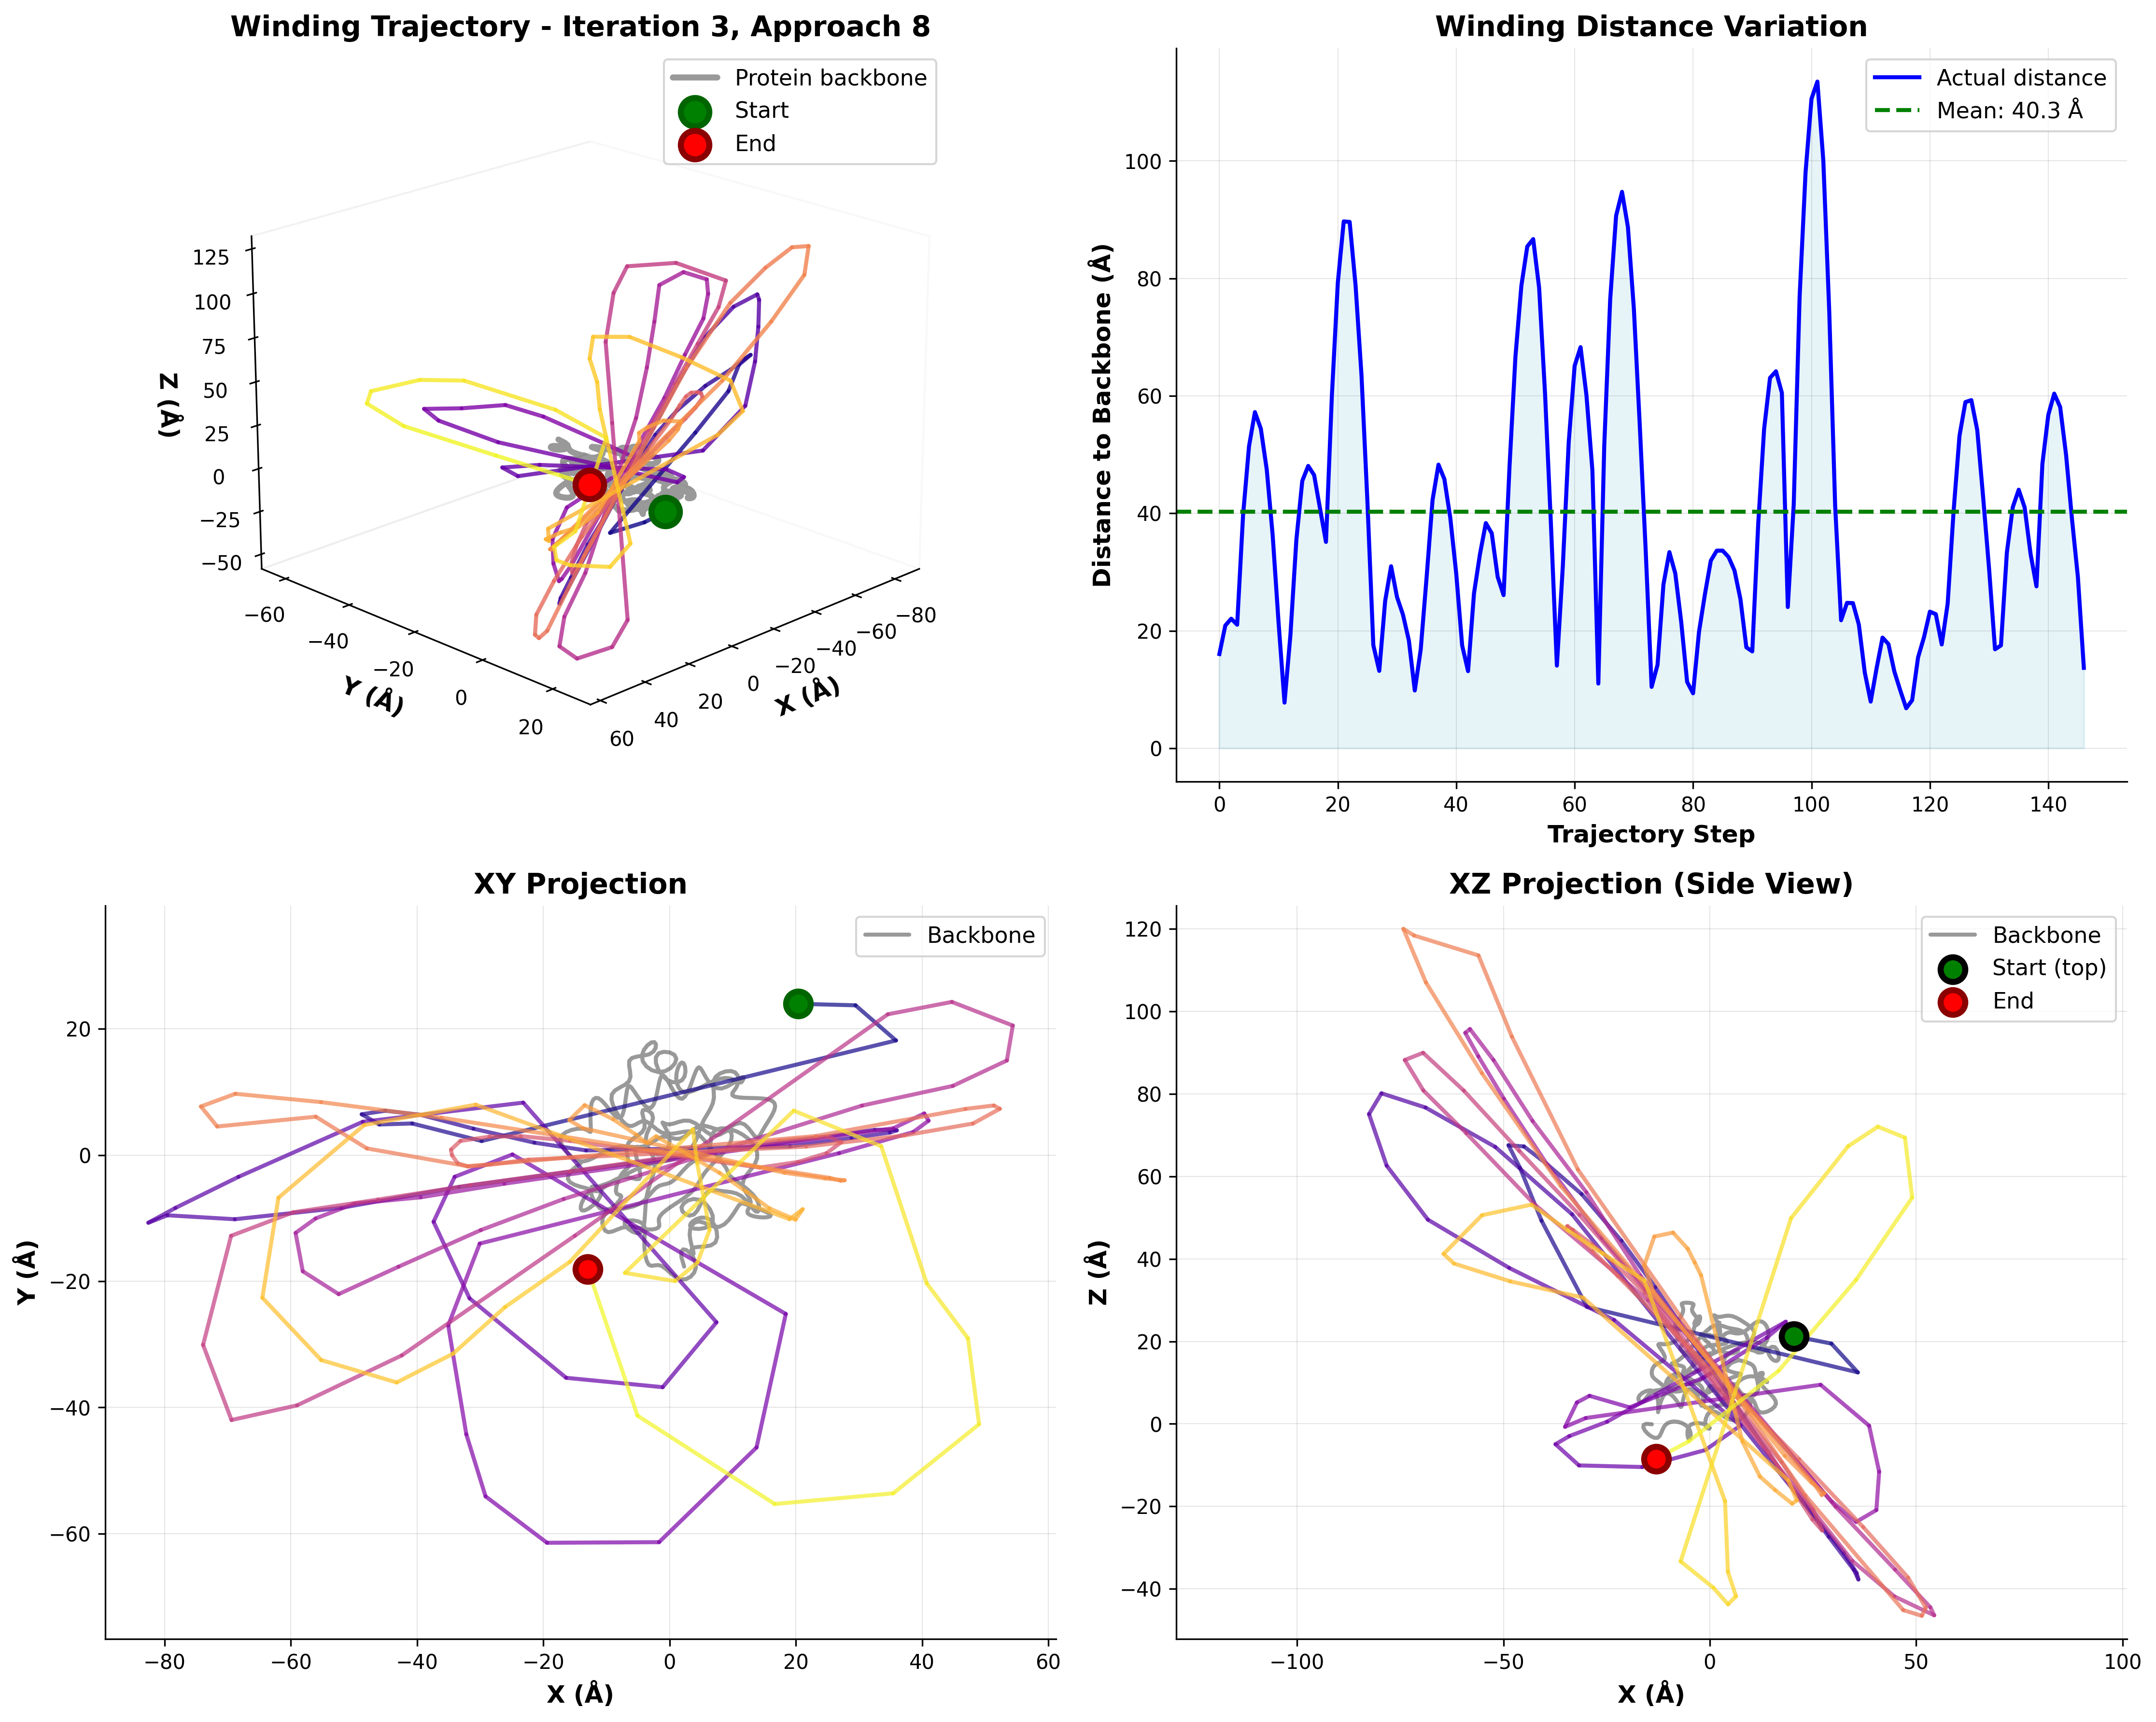 Winding Trajectory - Iteration 3, Approach 8
Protein backbone
Start
End
125
100
75
50
25
0
−25
−50
Z (Å)
−60
−40
−20
0
20
Y (Å)
60
40
20
0
−20
−40
−60
−80
X (Å)
Winding Distance Variation
Actual distance
Mean: 40.3 Å
100
80
60
40
20
0
Distance to Backbone (Å)
0
20
40
60
80
100
120
140
Trajectory Step
XY Projection
Backbone
20
0
−20
−40
−60
Y (Å)
−80
−60
−40
−20
0
20
40
60
X (Å)
XZ Projection (Side View)
Backbone
Start (top)
End
120
100
80
60
40
20
0
−20
−40
Z (Å)
−100
−50
0
50
100
X (Å)